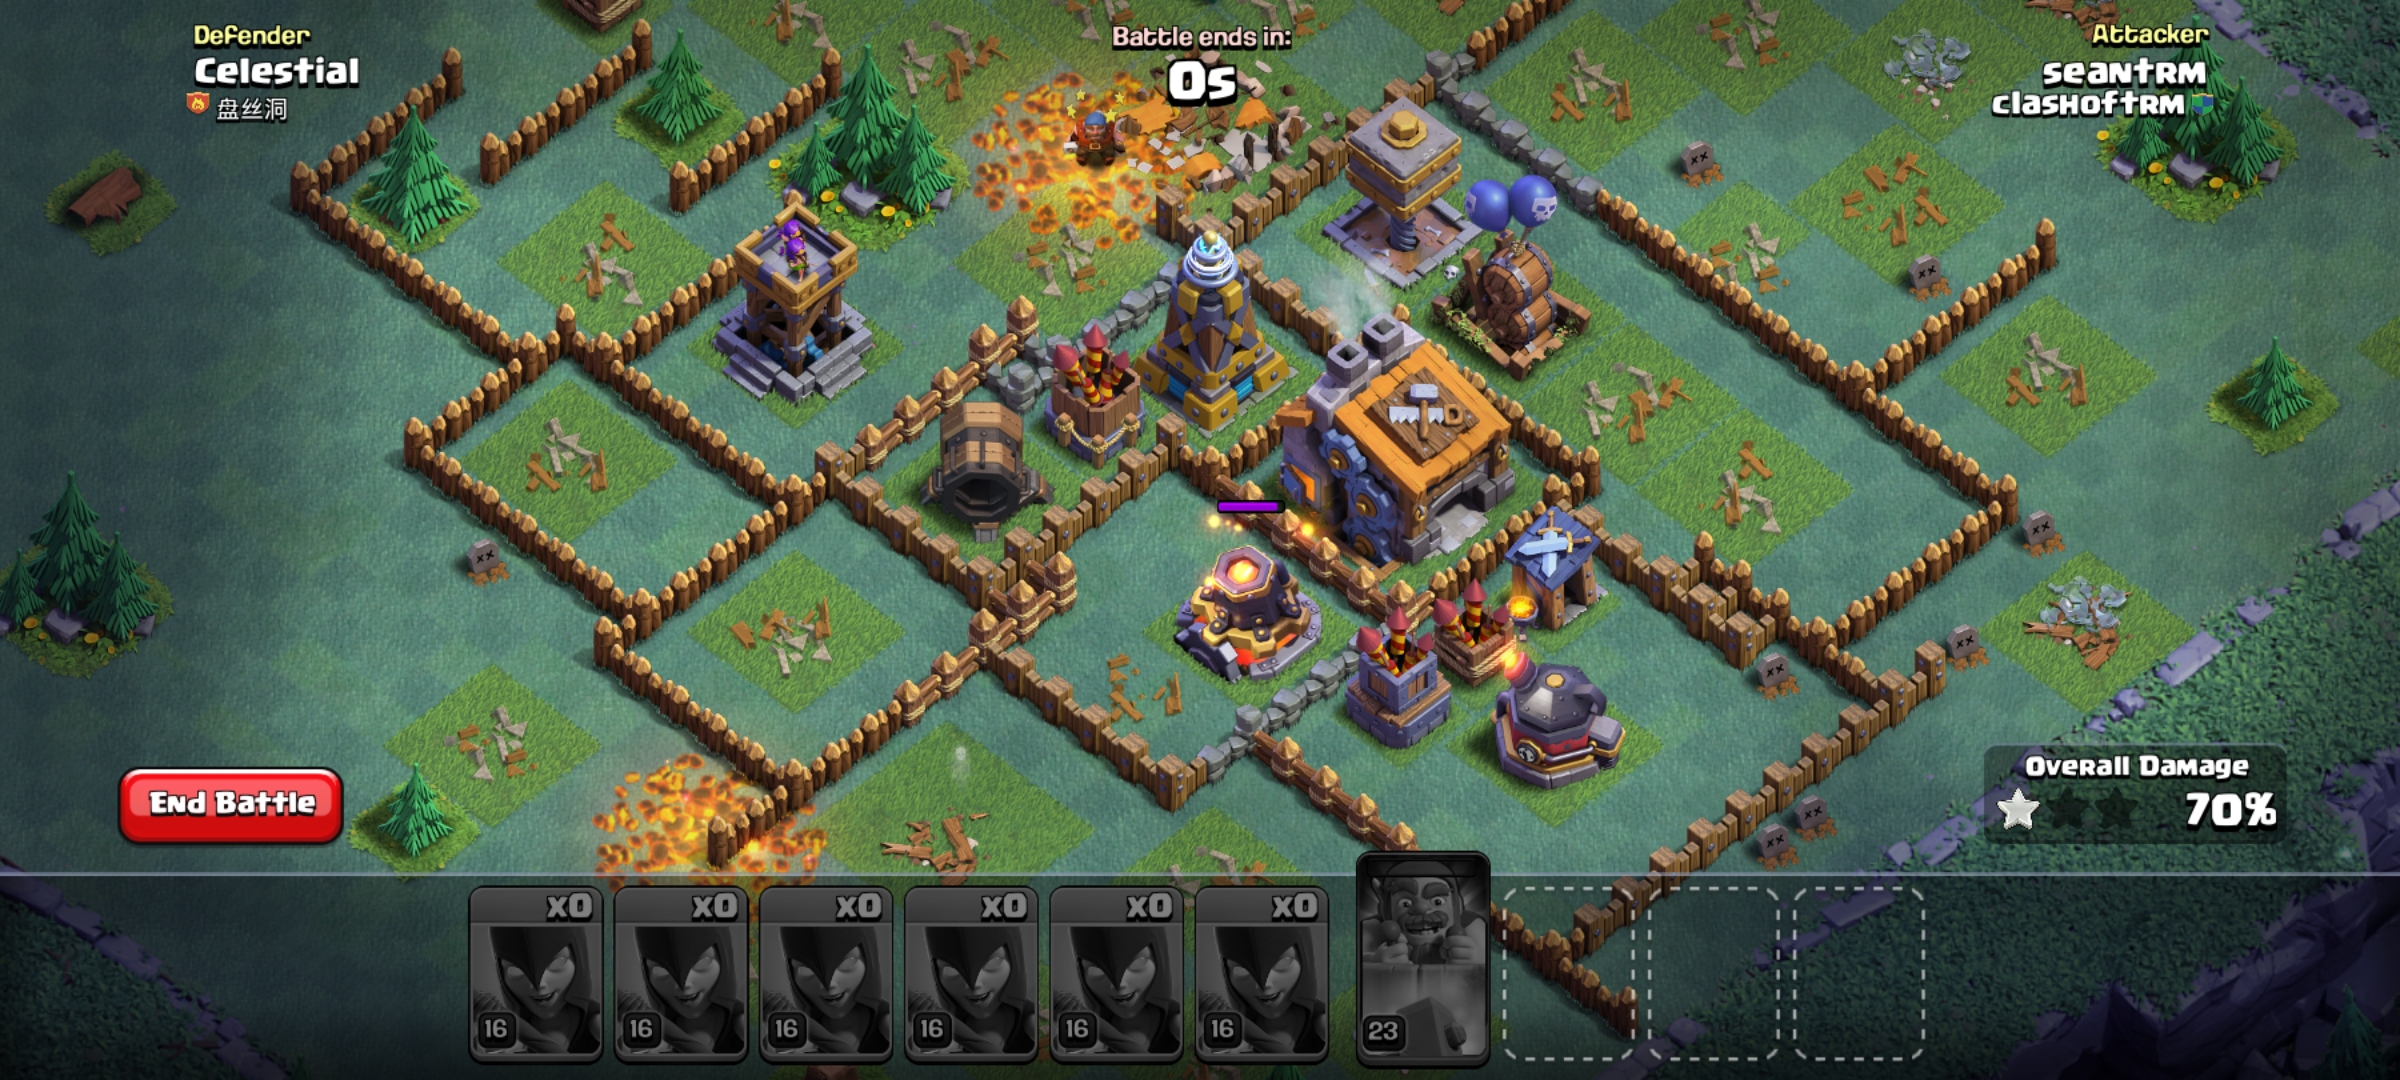 Defender
Celestial
盘丝洞
Battle ends in:
0s
Attacker
seantRM
clashoftRM
End Battle
Overall Damage
70%
x0 x0 x0 x0 x0 x0
16 16 16 16 16 16 23